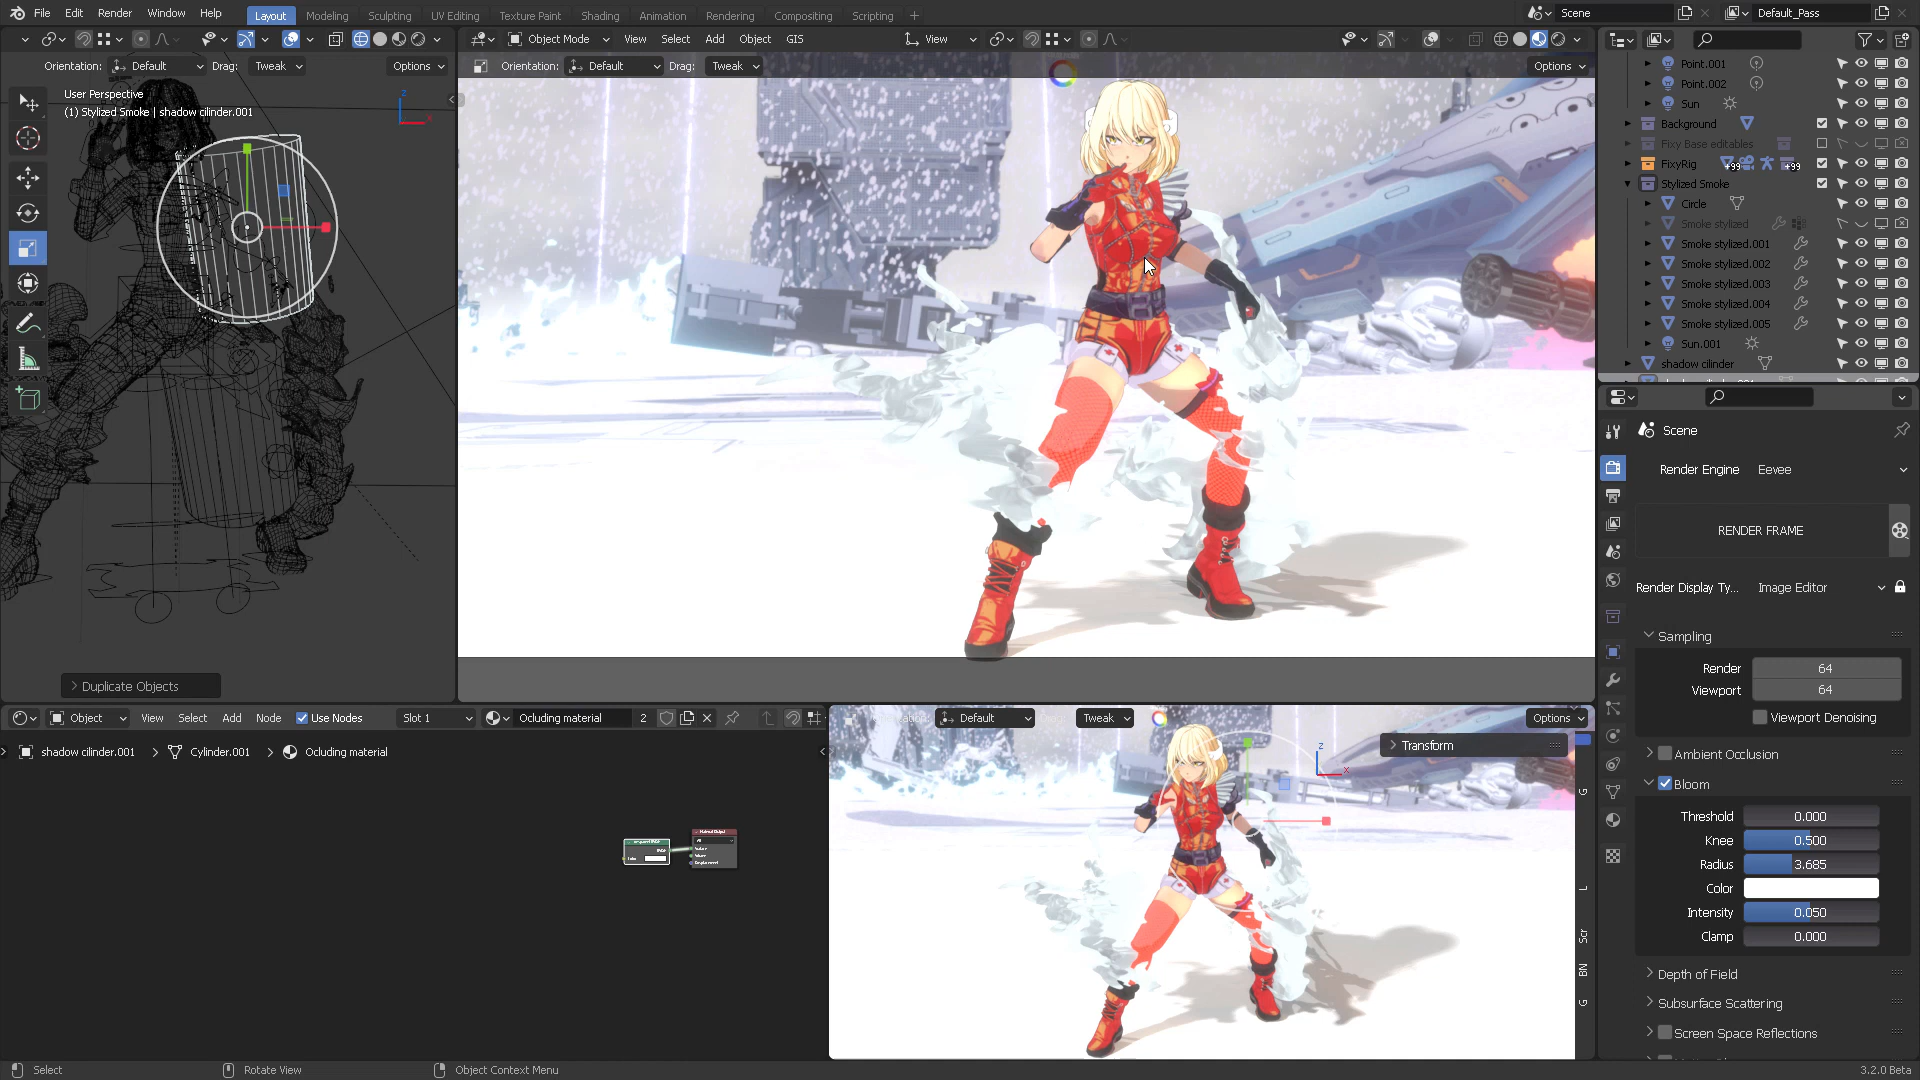 File Edit Render Window Help Layout Modeling Sculpting UV Editing Texture Paint Shading Animation Rendering Compositing Scripting + Scene Default_Pass
Object Mode View Select Add Object GIS View
Orientation: Default Drag: Tweak Options
Orientation: Default Drag: Tweak Options
User Perspective
(1) Stylized Smoke | shadow cilinder.001
Z
X
Duplicate Objects
Point.001
Point.002
Sun
Background
Fixy Base editables
FixyRig +99 +99
Stylized Smoke
Circle
Smoke stylized
Smoke stylized.001
Smoke stylized.002
Smoke stylized.003
Smoke stylized.004
Smoke stylized.005
Sun.001
shadow cilinder
Scene
Render Engine Eevee
RENDER FRAME
Render Display Ty... Image Editor
Sampling
Render 64
Viewport 64
Viewport Denoising
Ambient Occlusion
Bloom
Threshold 0.000
Knee 0.500
Radius 3.685
Color
Intensity 0.050
Clamp 0.000
Depth of Field
Subsurface Scattering
Screen Space Reflections
Object View Select Add Node Use Nodes Slot 1 Ocluding material 2
shadow cilinder.001 > Cylinder.001 > Ocluding material
Material Output
Default Tweak Options
Transform
Z
X
G
L
Scr
BN
G
Select Rotate View Object Context Menu 3.2.0 Beta